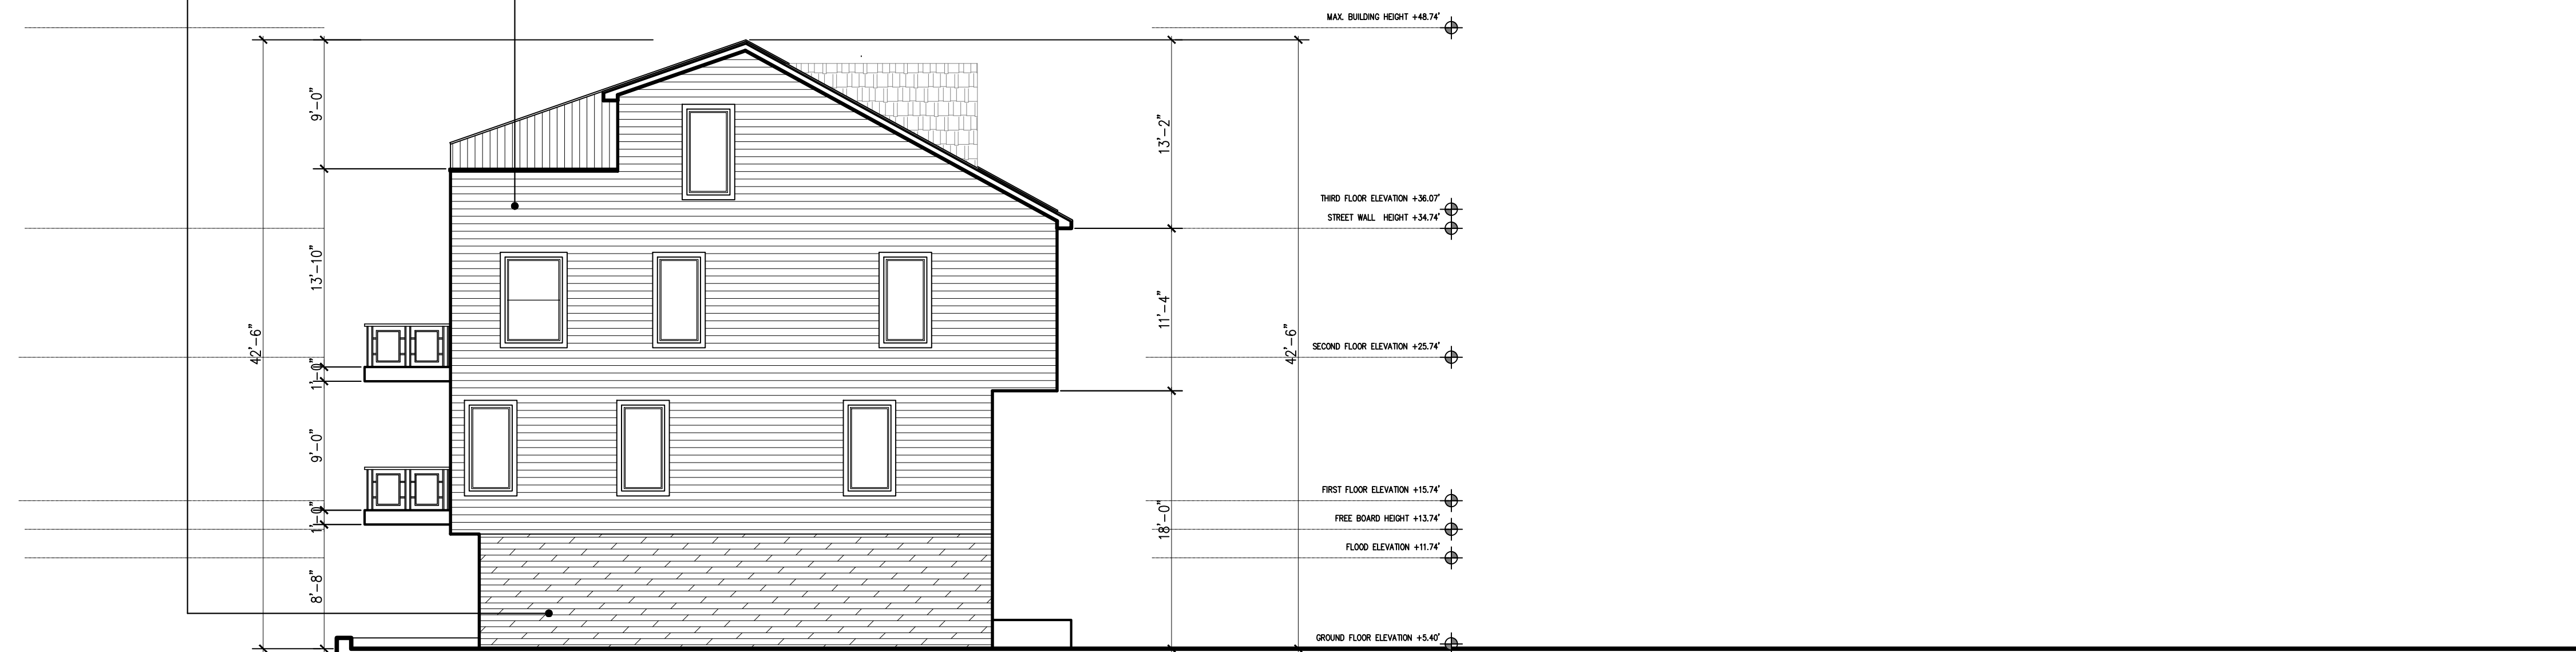 MAX. BUILDING HEIGHT +48.74'
9'-0"
13'-2"
THIRD FLOOR ELEVATION +36.07'
STREET WALL HEIGHT +34.74'
13'-10"
11'-4"
42'-6"
42'-6"
SECOND FLOOR ELEVATION +25.74'
1'-0"
9'-0"
FIRST FLOOR ELEVATION +15.74'
1'-0"
18'-0"
FREE BOARD HEIGHT +13.74'
FLOOD ELEVATION +11.74'
8'-8"
GROUND FLOOR ELEVATION +5.40'